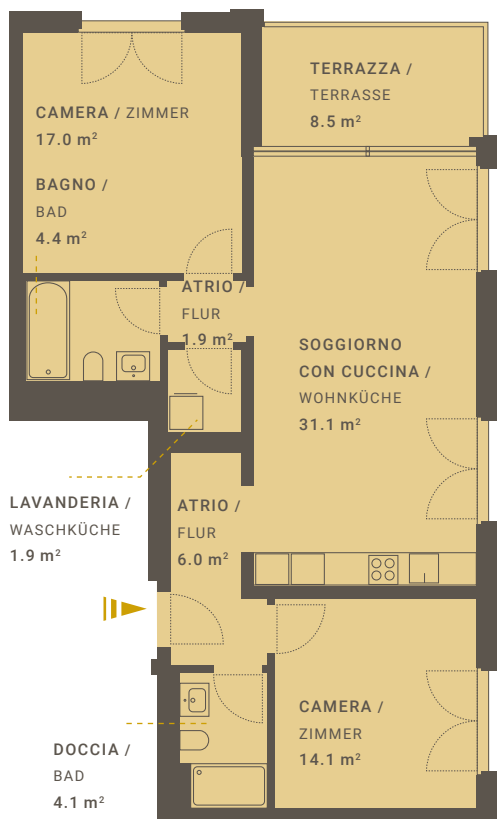 TERRAZZA /
TERRASSE
8.5 m²
CAMERA / ZIMMER
17.0 m²
BAGNO /
BAD
4.4 m²
ATRIO /
FLUR
1.9 m²
SOGGIORNO
CON CUCCINA /
WOHNKÜCHE
31.1 m²
LAVANDERIA /
WASCHKÜCHE
1.9 m²
ATRIO /
FLUR
6.0 m²
CAMERA /
ZIMMER
14.1 m²
DOCCIA /
BAD
4.1 m²